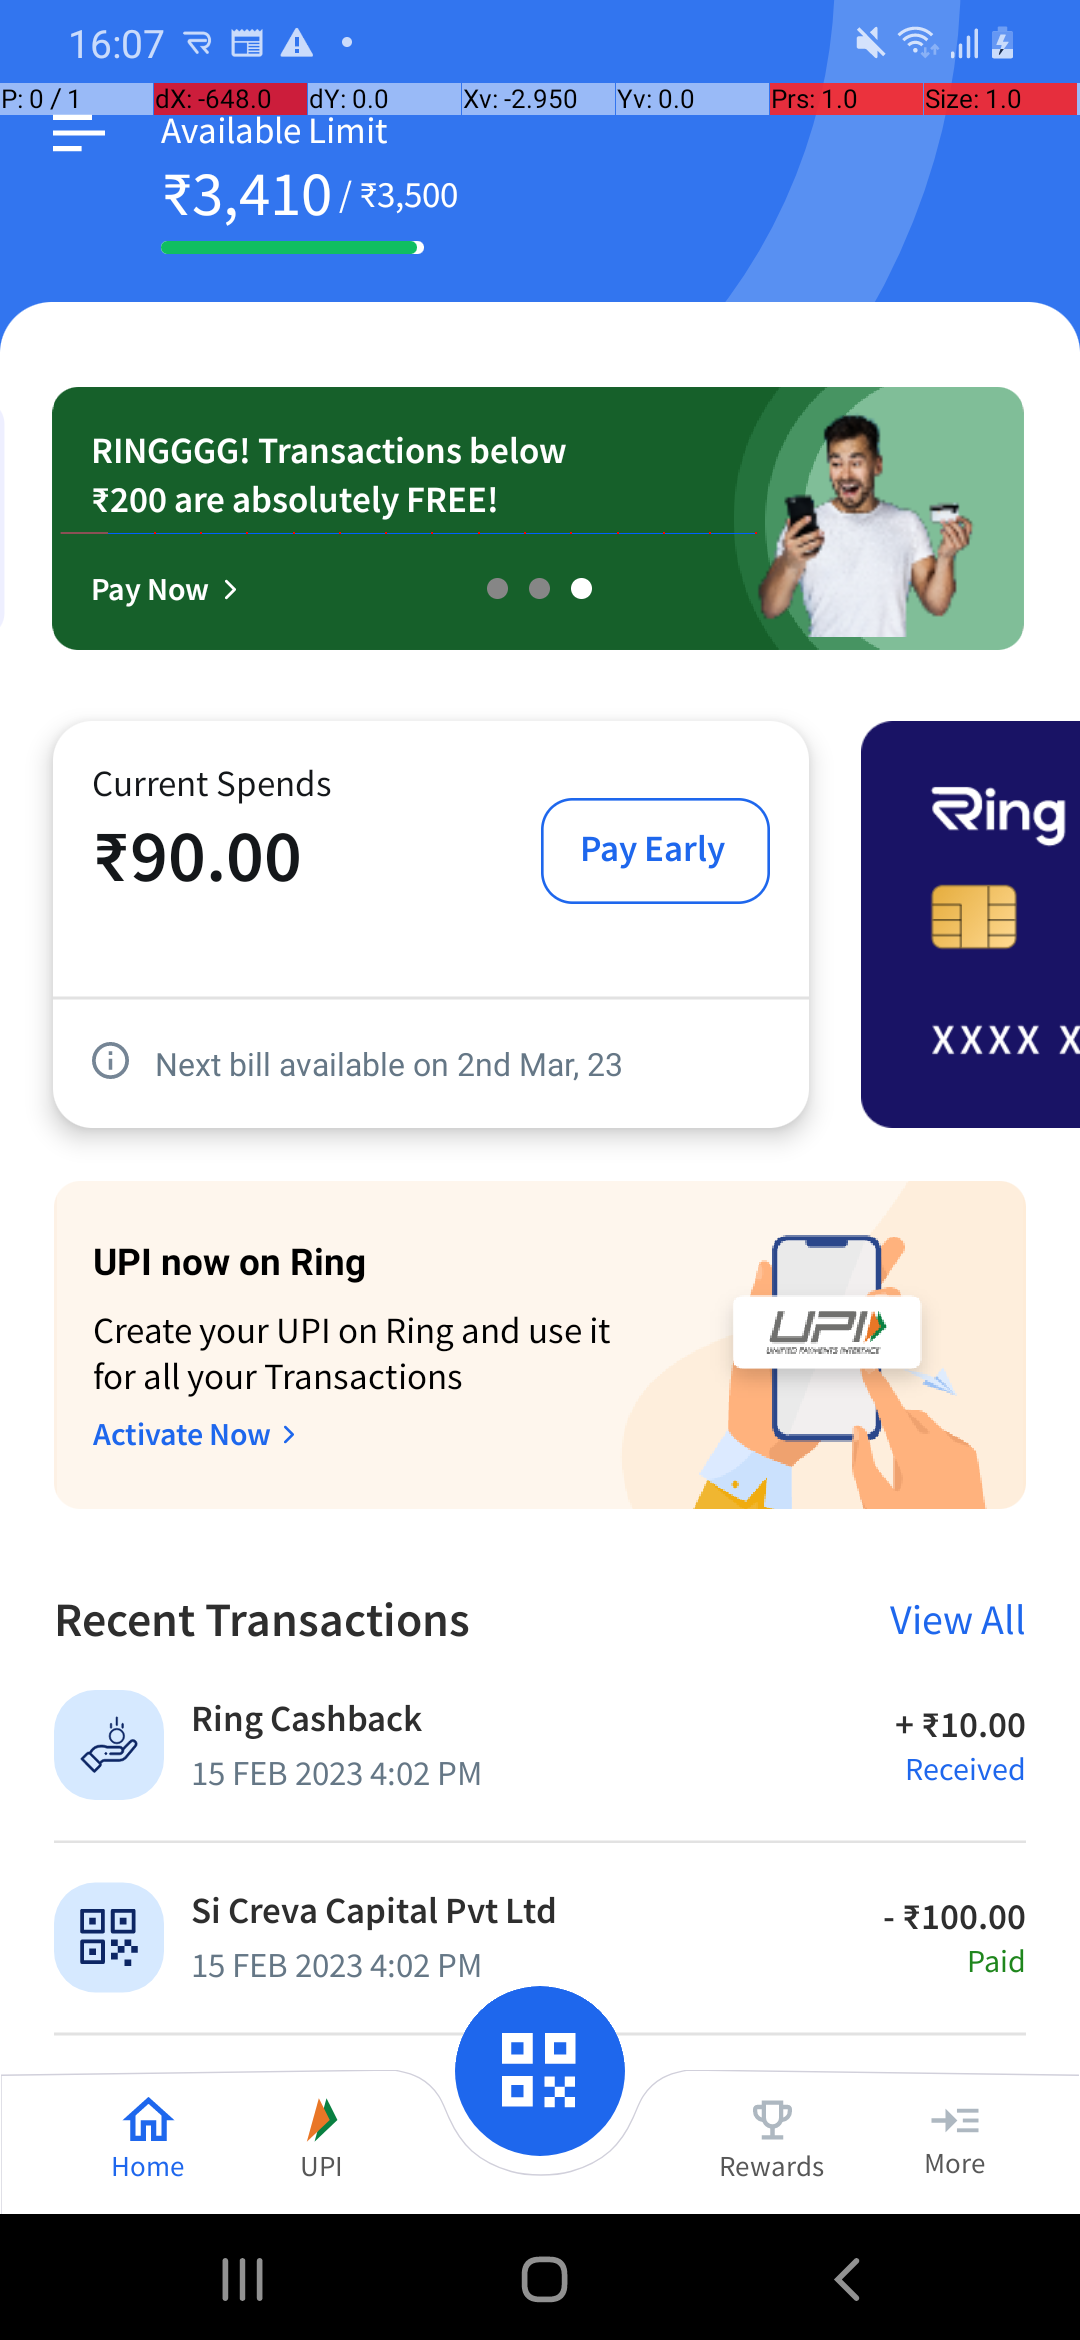 16:07
P: 0 / 1 dX: -648.0 dY: 0.0 Xv: -2.950 Yv: 0.0 Prs: 1.0 Size: 1.0
Available Limit
₹3,410 / ₹3,500
RINGGGG! Transactions below
₹200 are absolutely FREE!
Pay Now
Current Spends
₹90.00
Pay Early
Next bill available on 2nd Mar, 23
Ring
XXXX X
UPI now on Ring
Create your UPI on Ring and use it
for all your Transactions
Activate Now
UPI
UNIFIED PAYMENTS INTERFACE
Recent Transactions View All
Ring Cashback + ₹10.00
15 FEB 2023 4:02 PM Received
Si Creva Capital Pvt Ltd - ₹100.00
15 FEB 2023 4:02 PM Paid
Home UPI Rewards More